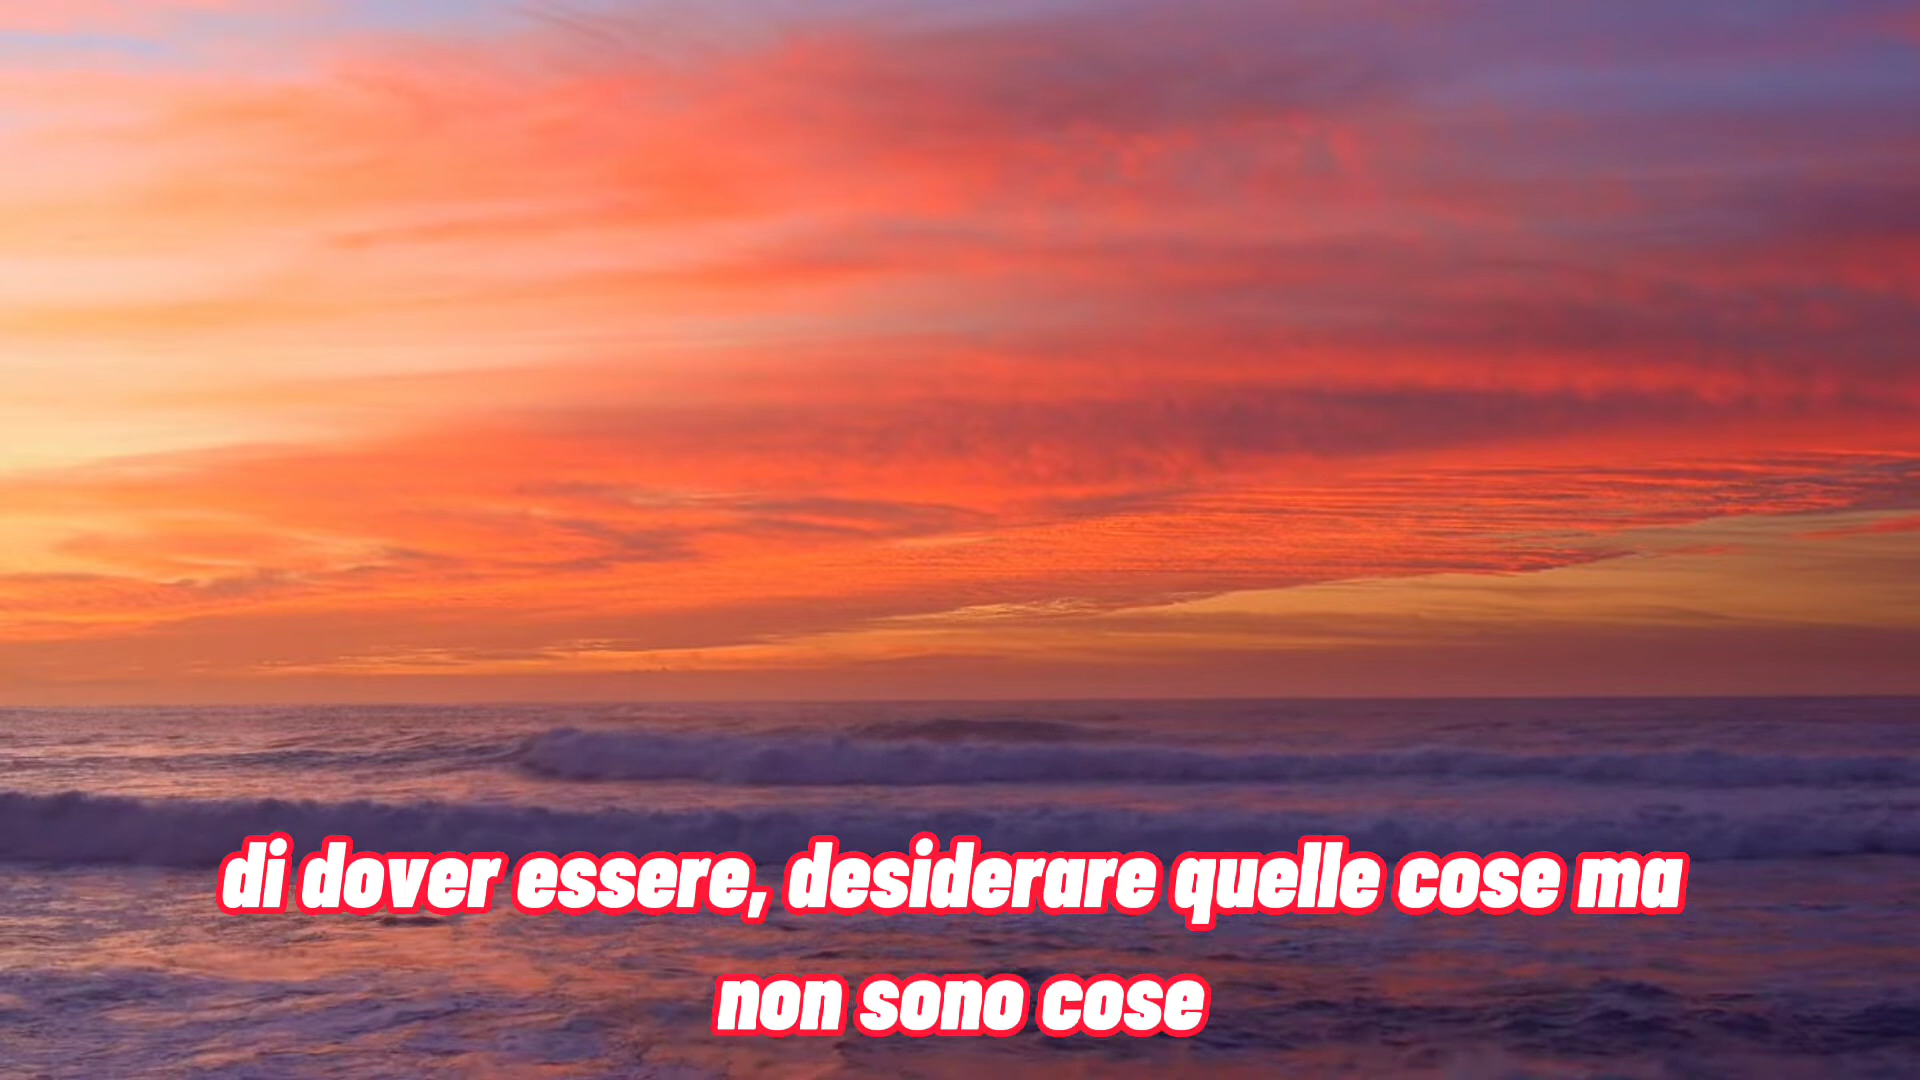 di dover essere, desiderare quelle cose ma
non sono cose